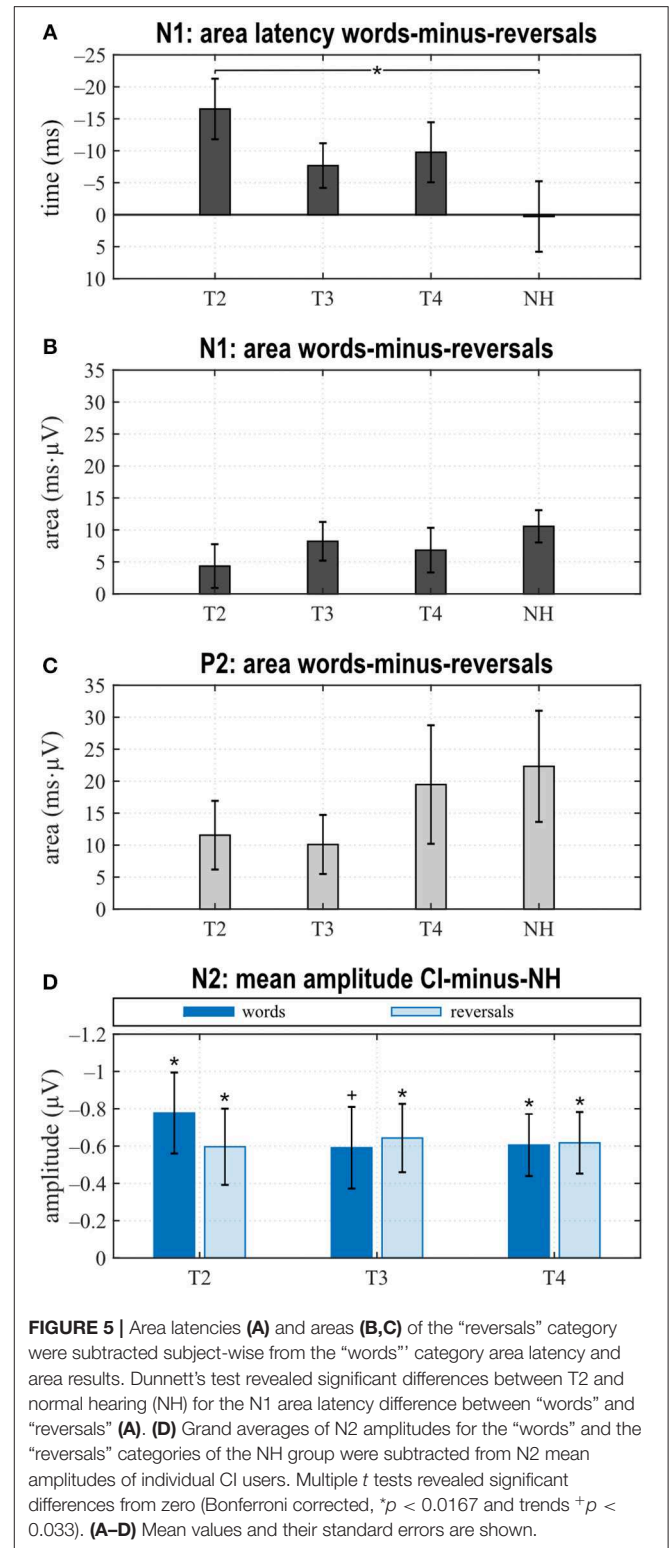 A
N1: area latency words-minus-reversals
−25
−20
−15
−10
−5
0
5
10
time (ms)
*
T2 T3 T4 NH
B
N1: area words-minus-reversals
35
30
25
20
15
10
5
0
area (ms·μV)
T2 T3 T4 NH
C
P2: area words-minus-reversals
35
30
25
20
15
10
5
0
area (ms·μV)
T2 T3 T4 NH
D
N2: mean amplitude CI-minus-NH
words reversals
−1.2
−1
−0.8
−0.6
−0.4
−0.2
0
amplitude (μV)
* * + * * *
T2 T3 T4
FIGURE 5 | Area latencies (A) and areas (B,C) of the “reversals” category
were subtracted subject-wise from the “words”’ category area latency and
area results. Dunnett’s test revealed significant differences between T2 and
normal hearing (NH) for the N1 area latency difference between “words” and
“reversals” (A). (D) Grand averages of N2 amplitudes for the “words” and the
“reversals” categories of the NH group were subtracted from N2 mean
amplitudes of individual CI users. Multiple t tests revealed significant
differences from zero (Bonferroni corrected, *p < 0.0167 and trends +p <
0.033). (A–D) Mean values and their standard errors are shown.